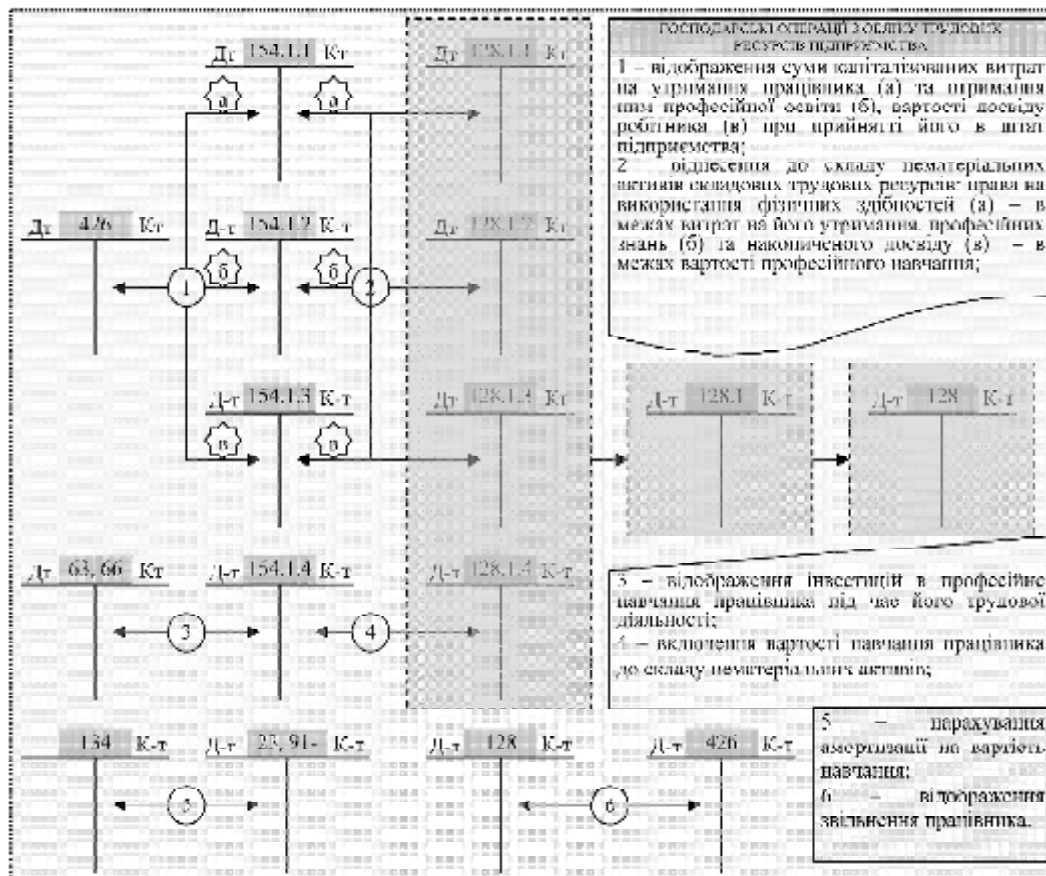 ГОСПОДАРСЬКІ ОПЕРАЦІЇ З ОБЛІКУ ТРУДОВИХ
РЕСУРСІВ ПІДПРИЄМСТВА
1 – відображення суми капіталізованих витрат
на утримання працівника (а) та отримання
ним професійної освіти (б), вартості досвіду
робітника (в) при прийнятті його в штат
підприємства;
2 – віднесення до складу нематеріальних
активів складових трудових ресурсів: права на
використання фізичних здібностей (а) – в
межах витрат на його утримання, професійних
знань (б) та накопиченого досвіду (в) – в
межах вартості професійного навчання;
Дт 154.1.1 Кт
Дт 128.1.1 Кт
а а
Дт 426 Кт
Д-т 154.1.2 К-т
Дт 128.1.2 Кт
б б
1 2
Д-т 154.1.3 К-т
Дт 128.1.3 Кт
в в
Д-т 128.1 К-т
Д-т 128 К-т
Дт 63, 66 Кт
Д-т 154.1.4 К-т
Д-т 128.1.4 К-т
3 4
3 – відображення інвестицій в професійне
навчання працівника під час його трудової
діяльності;
4 – включення вартості навчання працівника
до складу нематеріальних активів;
134 К-т
Д-т 23, 91- К-т
Д-т 128 К-т
Д-т 426 К-т
5 6
5 – нарахування
амортизації на вартість
навчання;
6 – відображення
звільнення працівника.